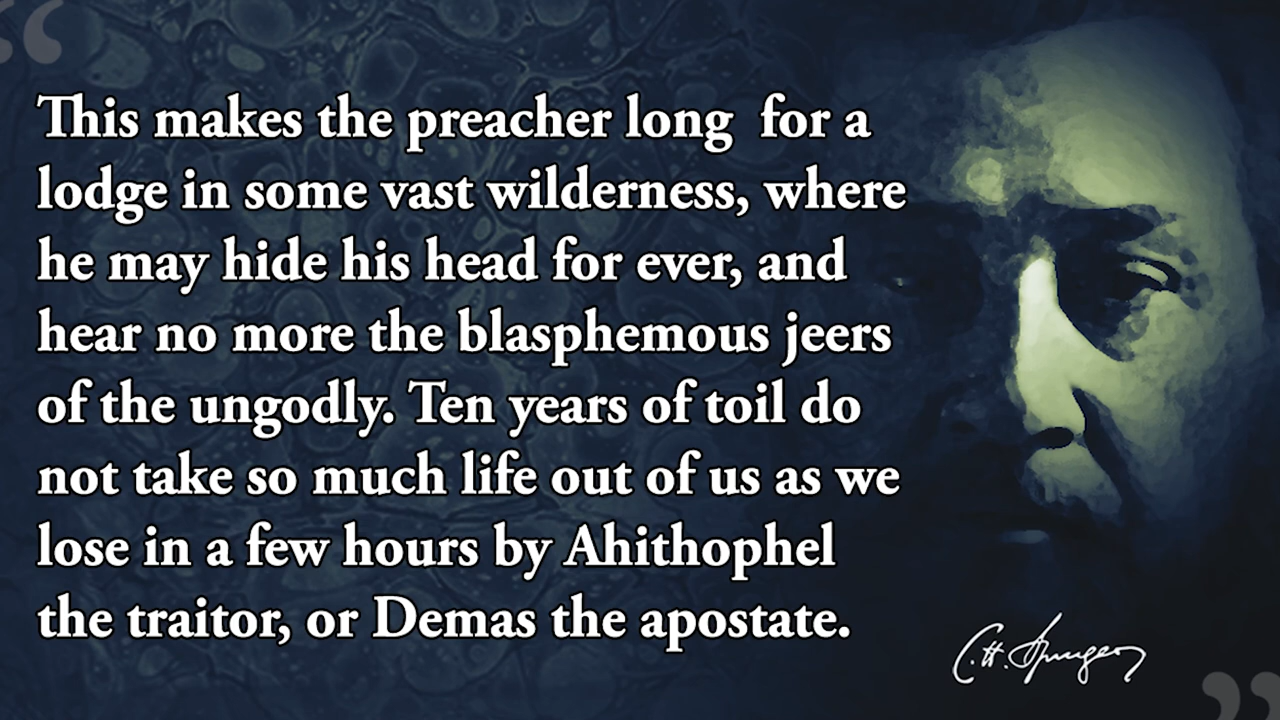 This makes the preacher long  for a
lodge in some vast wilderness, where
he may hide his head for ever, and
hear no more the blasphemous jeers
of the ungodly. Ten years of toil do
not take so much life out of us as we
lose in a few hours by Ahithophel
the traitor, or Demas the apostate.
C.H. Spurgeon